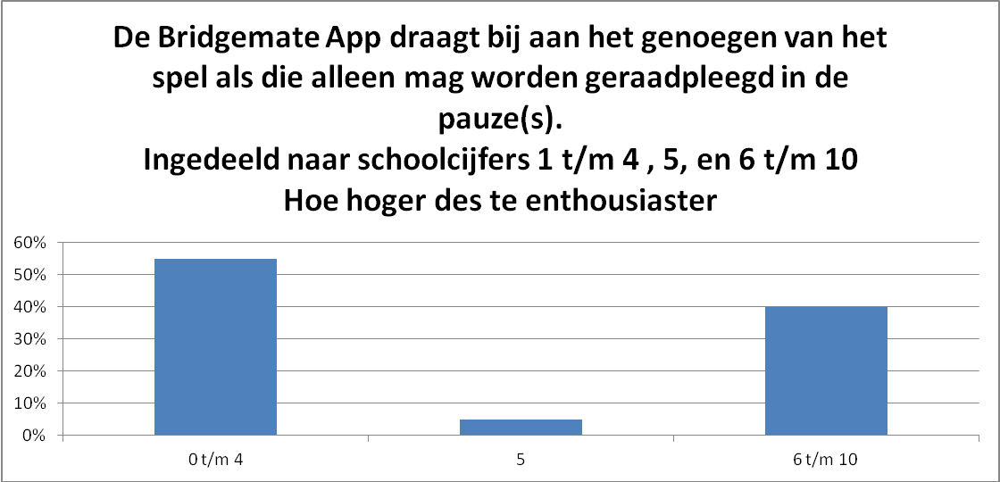 De Bridgemate App draagt bij aan het genoegen van het
spel als die alleen mag worden geraadpleegd in de
pauze(s).
Ingedeeld naar schoolcijfers 1 t/m 4 , 5, en 6 t/m 10
Hoe hoger des te enthousiaster
60%
50%
40%
30%
20%
10%
0%
0 t/m 4 5 6 t/m 10